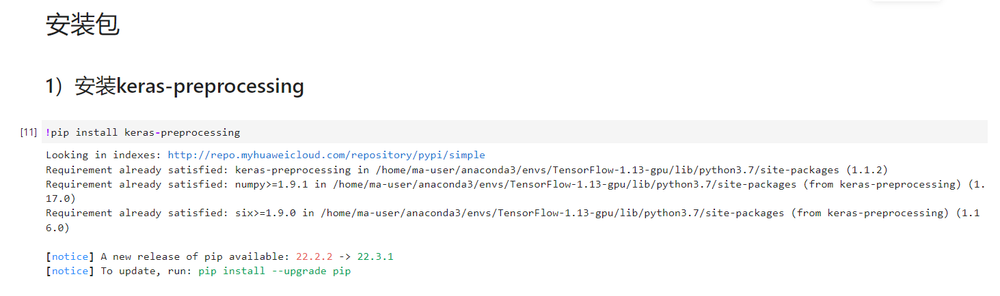 安装包
1）安装keras-preprocessing
[11] !pip install keras-preprocessing
Looking in indexes: http://repo.myhuaweicloud.com/repository/pypi/simple
Requirement already satisfied: keras-preprocessing in /home/ma-user/anaconda3/envs/TensorFlow-1.13-gpu/lib/python3.7/site-packages (1.1.2)
Requirement already satisfied: numpy>=1.9.1 in /home/ma-user/anaconda3/envs/TensorFlow-1.13-gpu/lib/python3.7/site-packages (from keras-preprocessing) (1.
17.0)
Requirement already satisfied: six>=1.9.0 in /home/ma-user/anaconda3/envs/TensorFlow-1.13-gpu/lib/python3.7/site-packages (from keras-preprocessing) (1.1
6.0)
[notice] A new release of pip available: 22.2.2 -> 22.3.1
[notice] To update, run: pip install --upgrade pip